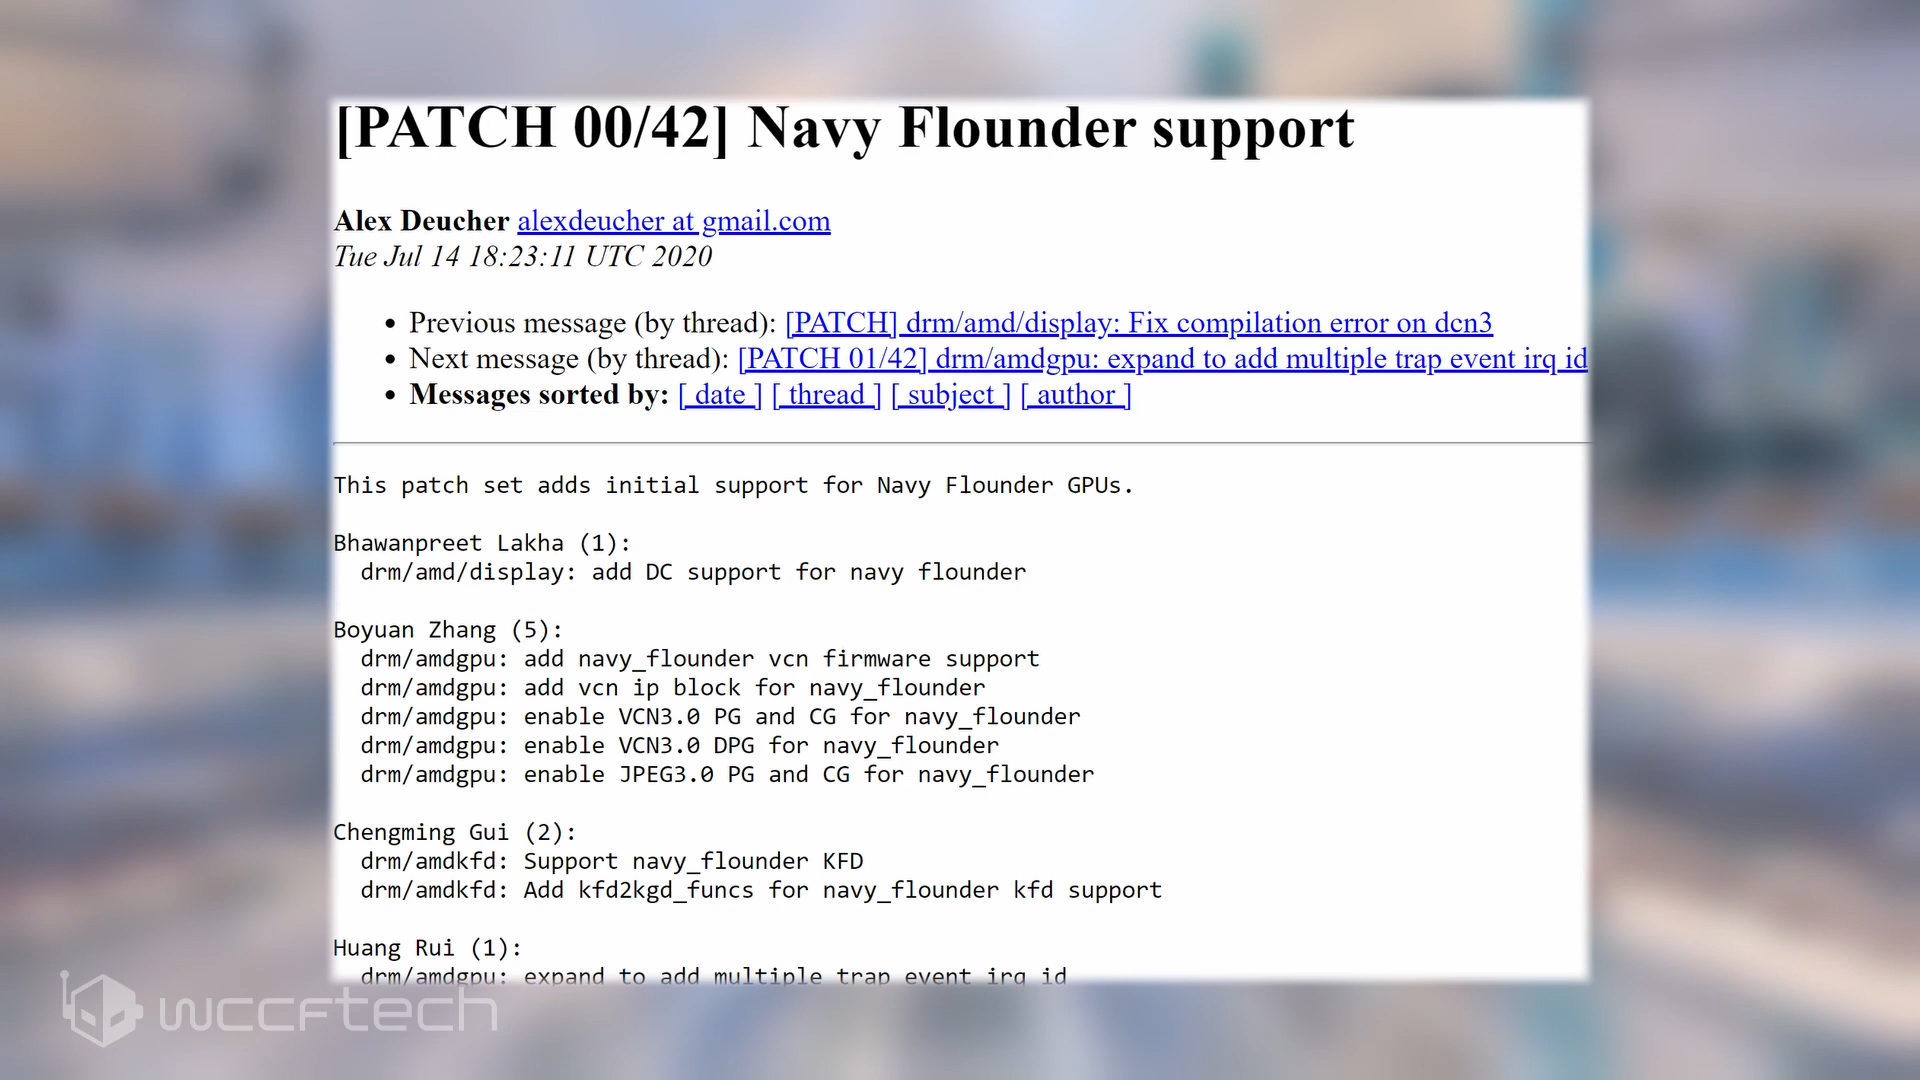 [PATCH 00/42] Navy Flounder support
Alex Deucher alexdeucher at gmail.com
Tue Jul 14 18:23:11 UTC 2020
• Previous message (by thread): [PATCH] drm/amd/display: Fix compilation error on dcn3
• Next message (by thread): [PATCH 01/42] drm/amdgpu: expand to add multiple trap event irq id
• Messages sorted by: [ date ] [ thread ] [ subject ] [ author ]
This patch set adds initial support for Navy Flounder GPUs.
Bhawanpreet Lakha (1):
drm/amd/display: add DC support for navy flounder
Boyuan Zhang (5):
drm/amdgpu: add navy_flounder vcn firmware support
drm/amdgpu: add vcn ip block for navy_flounder
drm/amdgpu: enable VCN3.0 PG and CG for navy_flounder
drm/amdgpu: enable VCN3.0 DPG for navy_flounder
drm/amdgpu: enable JPEG3.0 PG and CG for navy_flounder
Chengming Gui (2):
drm/amdkfd: Support navy_flounder KFD
drm/amdkfd: Add kfd2kgd_funcs for navy_flounder kfd support
Huang Rui (1):
drm/amdgpu: expand to add multiple trap event irq id
wccftech